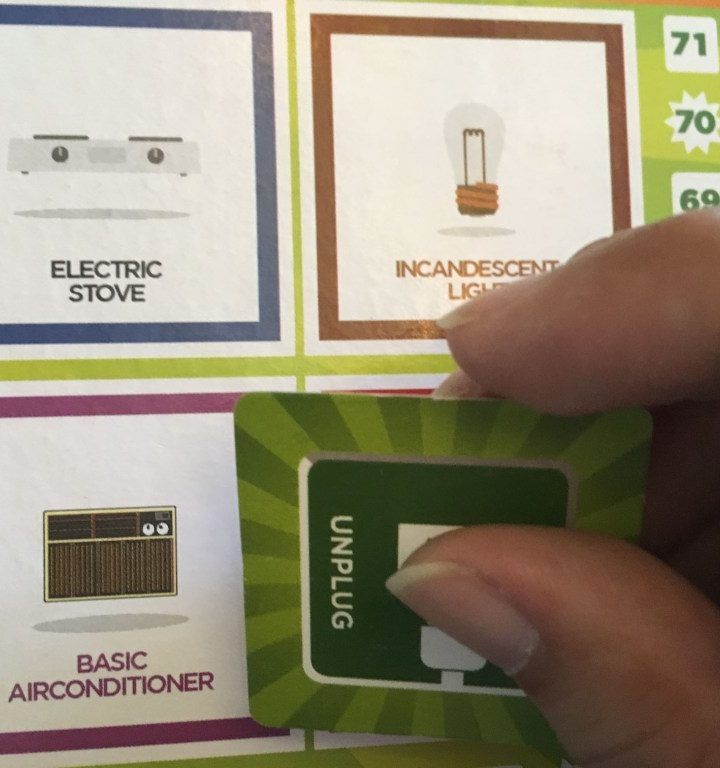 ELECTRIC
STOVE
INCANDESCENT
71
70
69
BASIC
AIRCONDITIONER
UNPLUG